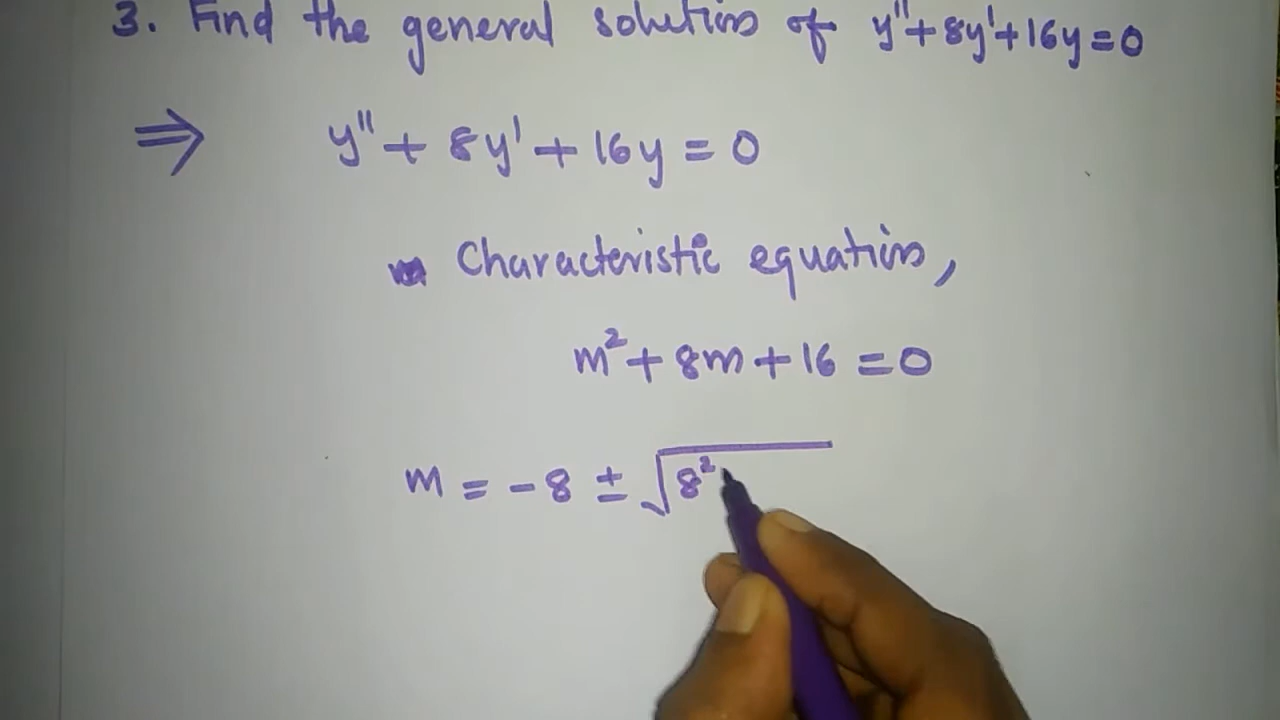 3. Find the general solution of y"+8y'+16y=0
⇒ y" + 8y' + 16y = 0
Characteristic equation,
m² + 8m + 16 = 0
m = -8 ± √8²